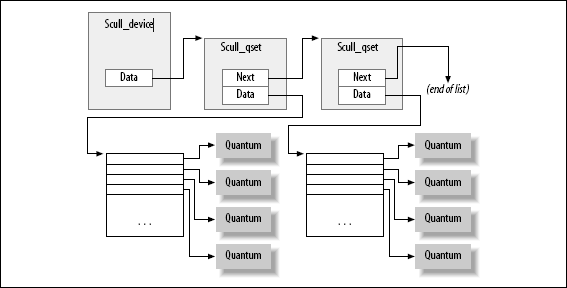 Scull_device
Scull_qset
Scull_qset
Data
Next
Data
Next
Data
(end of list)
Quantum
Quantum
Quantum
Quantum
. . .
Quantum
Quantum
Quantum
Quantum
. . .